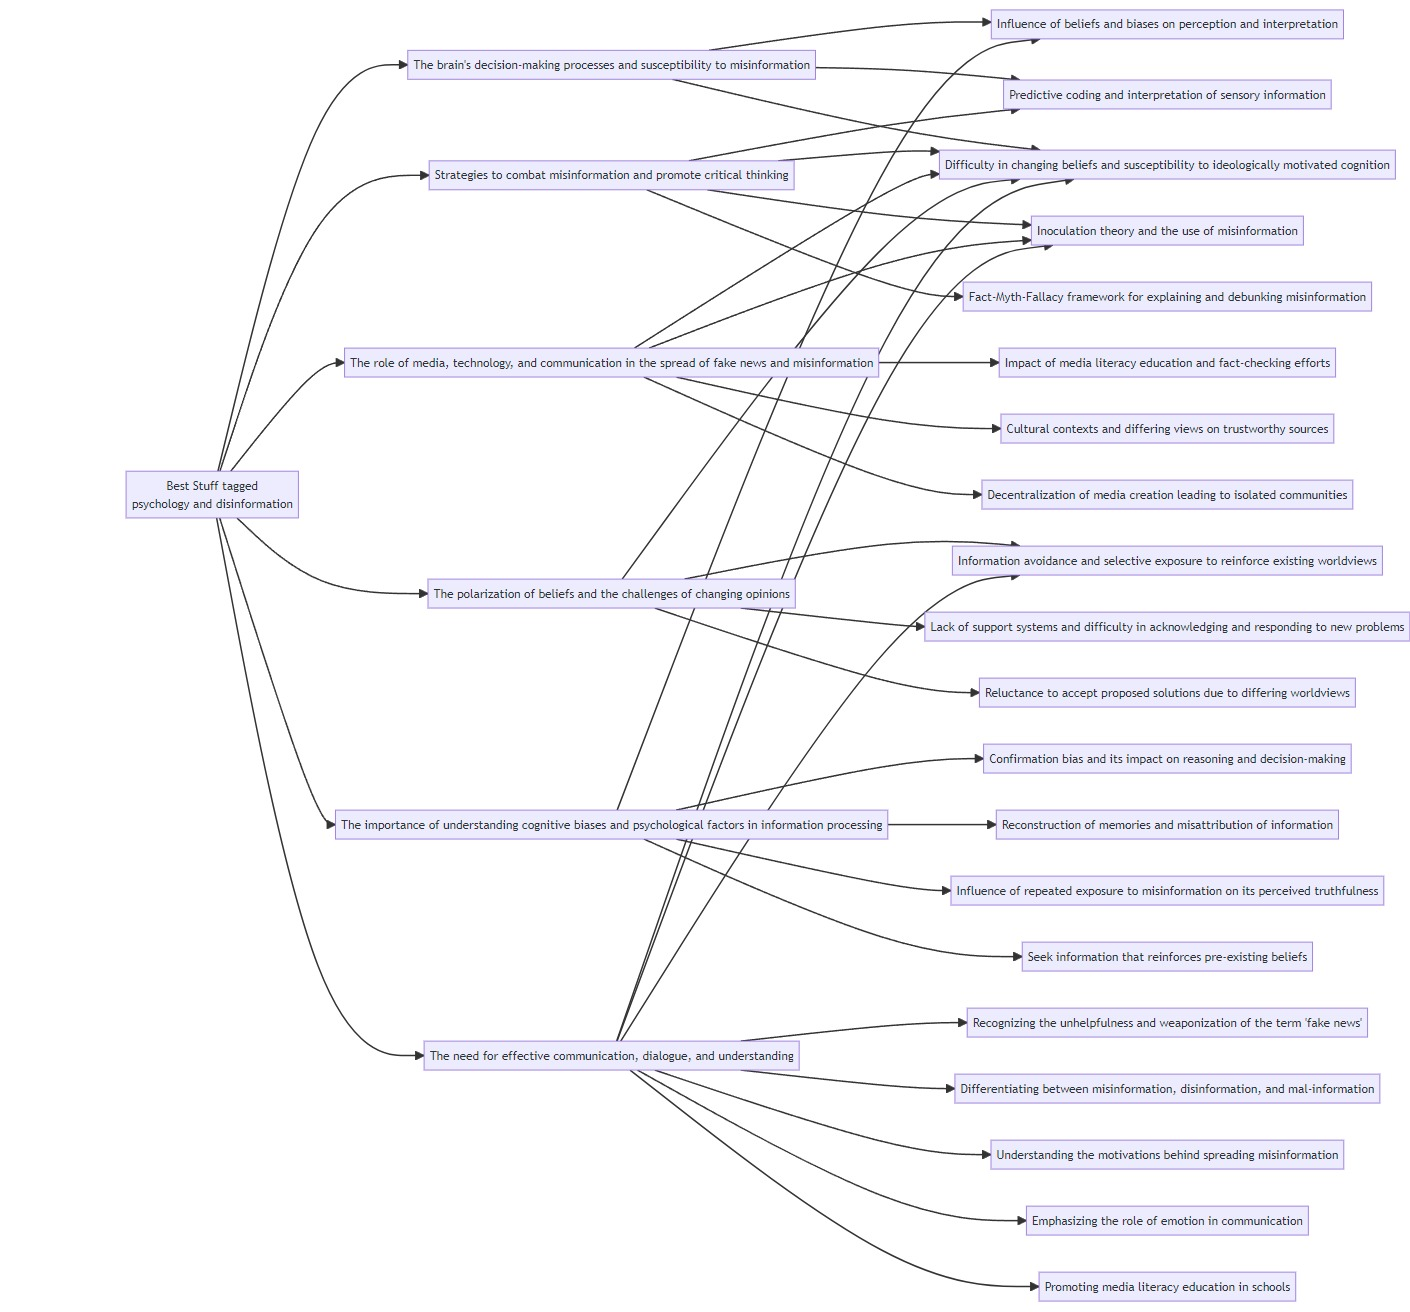 Best Stuff tagged
psychology and disinformation
The brain's decision-making processes and susceptibility to misinformation
Strategies to combat misinformation and promote critical thinking
The role of media, technology, and communication in the spread of fake news and misinformation
The polarization of beliefs and the challenges of changing opinions
The importance of understanding cognitive biases and psychological factors in information processing
The need for effective communication, dialogue, and understanding
Influence of beliefs and biases on perception and interpretation
Predictive coding and interpretation of sensory information
Difficulty in changing beliefs and susceptibility to ideologically motivated cognition
Inoculation theory and the use of misinformation
Fact-Myth-Fallacy framework for explaining and debunking misinformation
Impact of media literacy education and fact-checking efforts
Cultural contexts and differing views on trustworthy sources
Decentralization of media creation leading to isolated communities
Information avoidance and selective exposure to reinforce existing worldviews
Lack of support systems and difficulty in acknowledging and responding to new problems
Reluctance to accept proposed solutions due to differing worldviews
Confirmation bias and its impact on reasoning and decision-making
Reconstruction of memories and misattribution of information
Influence of repeated exposure to misinformation on its perceived truthfulness
Seek information that reinforces pre-existing beliefs
Recognizing the unhelpfulness and weaponization of the term 'fake news'
Differentiating between misinformation, disinformation, and mal-information
Understanding the motivations behind spreading misinformation
Emphasizing the role of emotion in communication
Promoting media literacy education in schools